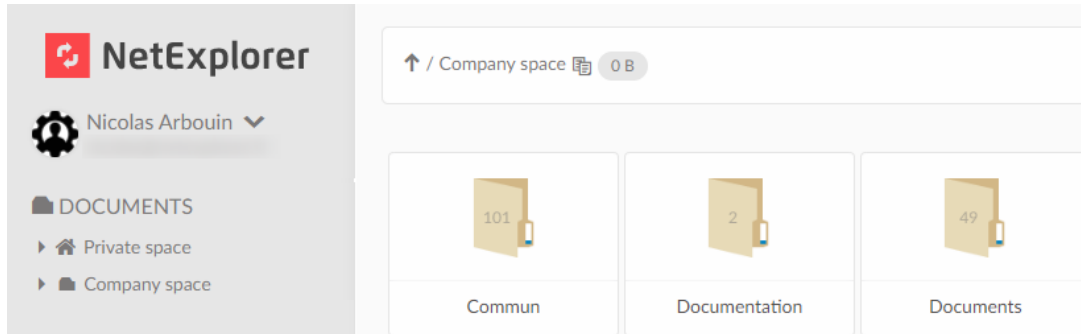 NetExplorer
Nicolas Arbouin
DOCUMENTS
Private space
Company space
/ Company space 0 B
101
2
49
Commun
Documentation
Documents